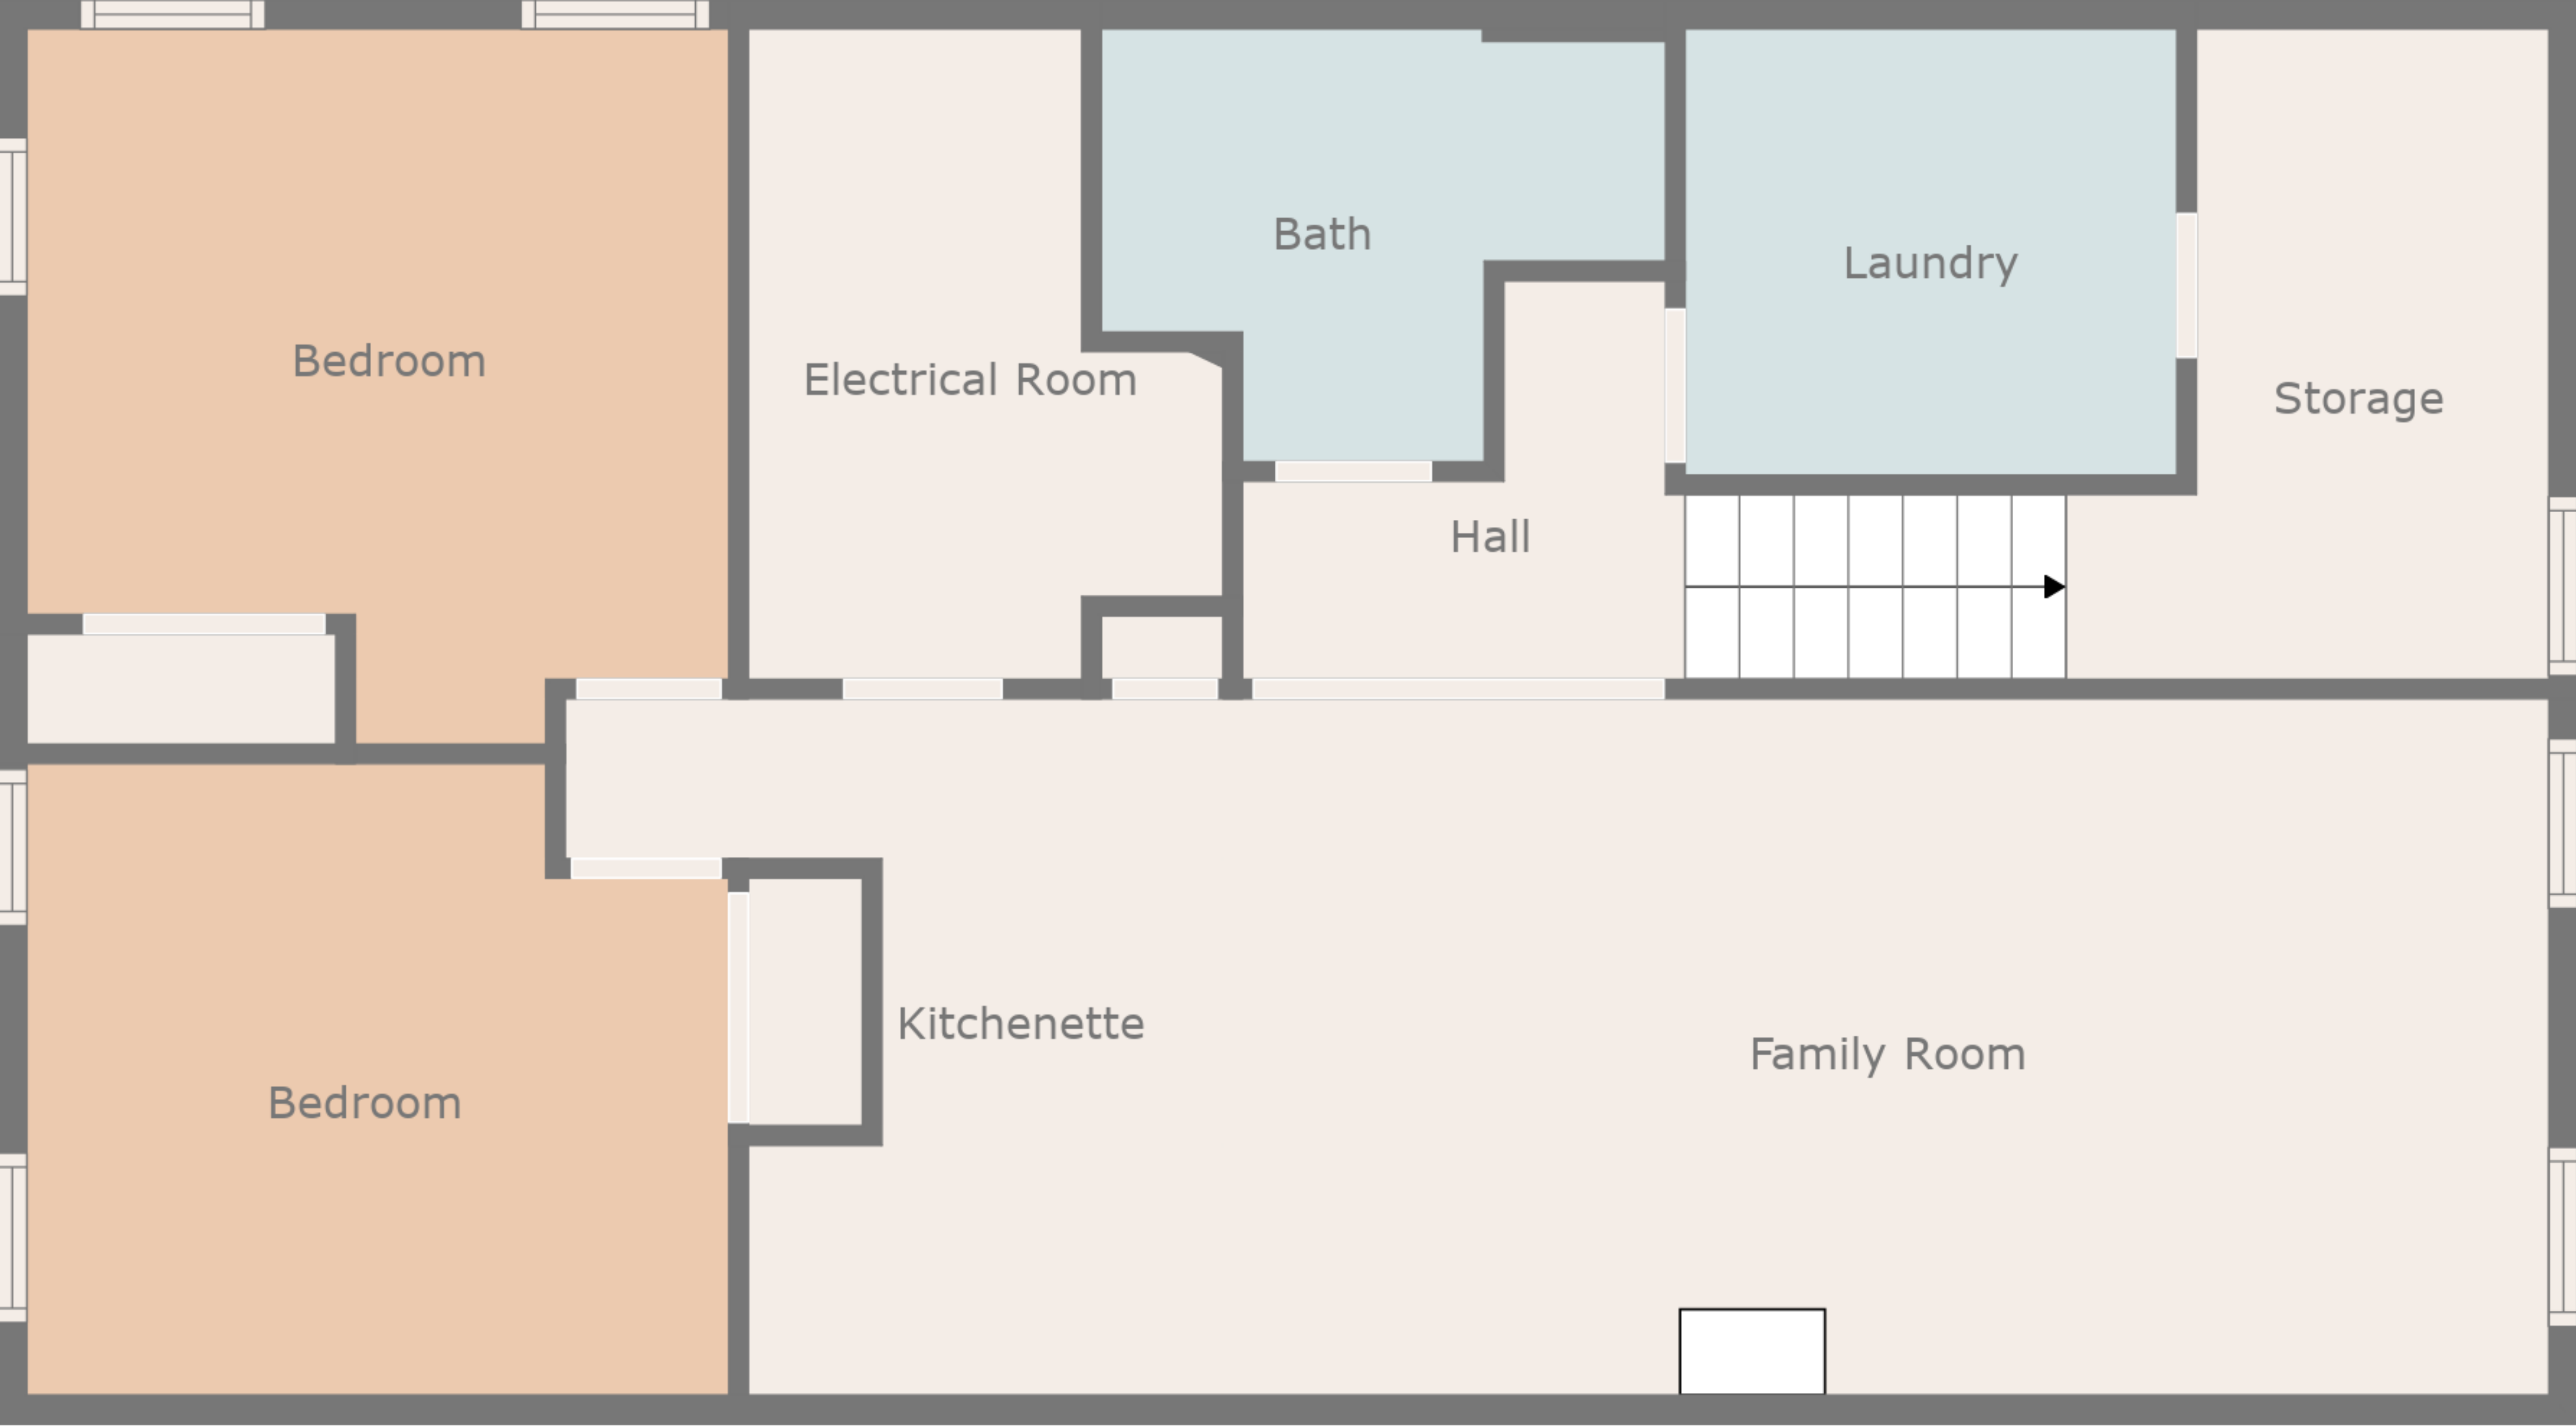 Bath
Laundry
Bedroom
Electrical Room
Storage
Hall
Kitchenette
Family Room
Bedroom